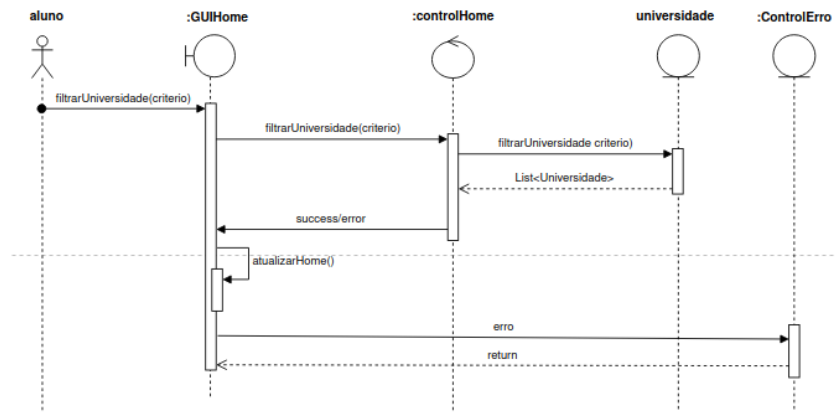 aluno
:GUIHome
:controlHome
universidade
:ControlErro
filtrarUniversidade(criterio)
filtrarUniversidade(criterio)
filtrarUniversidade criterio)
List<Universidade>
success/error
atualizarHome()
erro
return